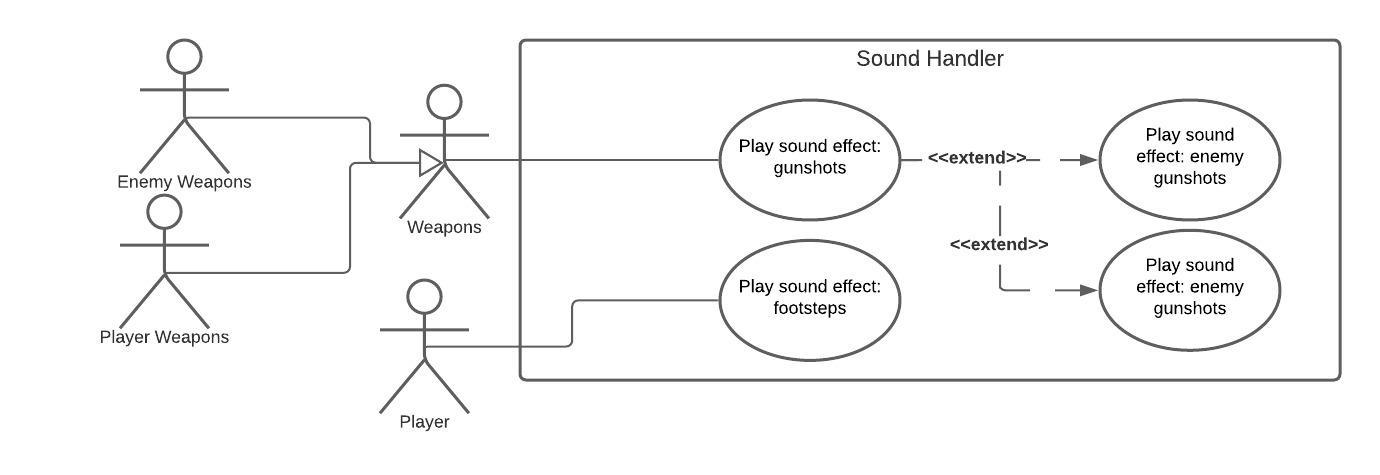 Sound Handler
Enemy Weapons
Player Weapons
Weapons
Player
Play sound effect:
gunshots
<<extend>>
Play sound
effect: enemy
gunshots
<<extend>>
Play sound effect:
footsteps
Play sound
effect: enemy
gunshots